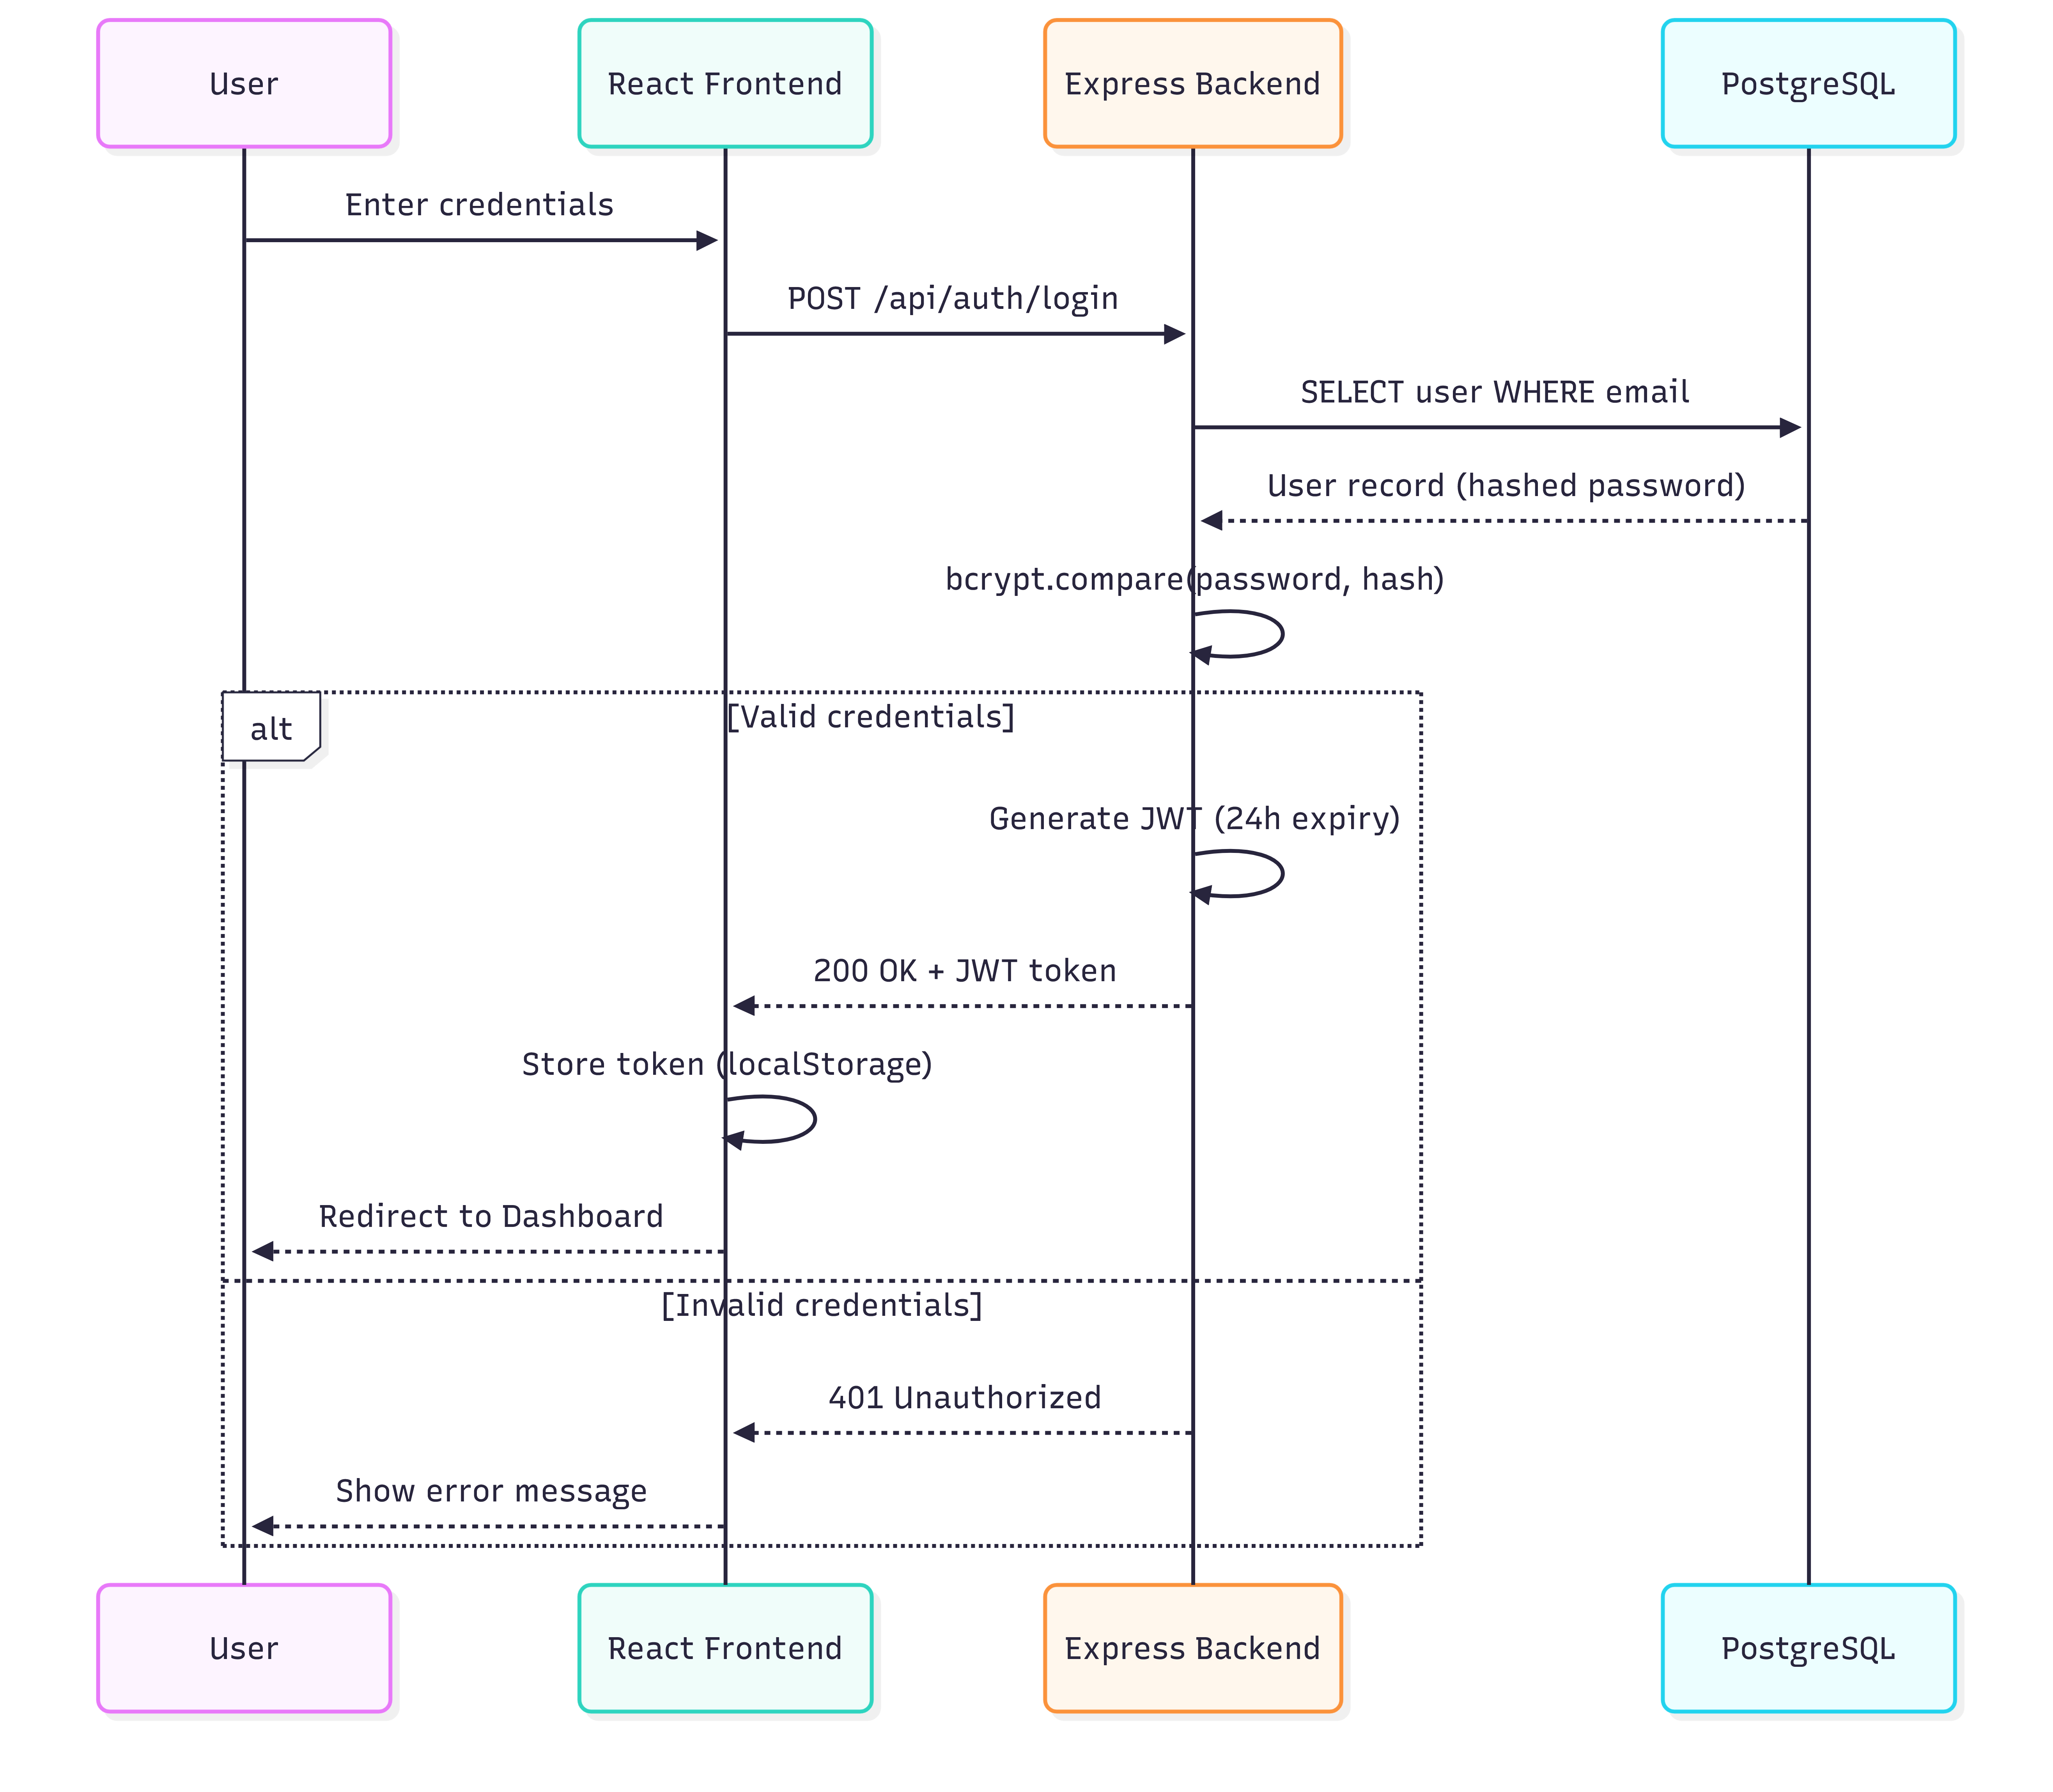 User
React Frontend
Express Backend
PostgreSQL
Enter credentials
POST /api/auth/login
SELECT user WHERE email
User record (hashed password)
bcrypt.compare(password, hash)
alt
[Valid credentials]
Generate JWT (24h expiry)
200 OK + JWT token
Store token (localStorage)
Redirect to Dashboard
[Invalid credentials]
401 Unauthorized
Show error message
User
React Frontend
Express Backend
PostgreSQL